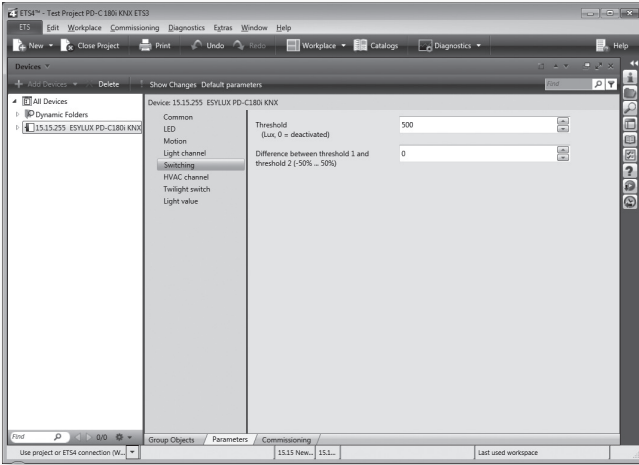 ETS4™ - Test Project PD-C 180i KNX ETS3
ETS Edit Workplace Commissioning Diagnostics Extras Window Help
New Close Project Print Undo Redo Workplace Catalogs Diagnostics Help
Devices
Add Devices Delete Show Changes Default parameters Find
All Devices
Dynamic Folders
15.15.255 ESYLUX PD-C180i KNX
Device: 15.15.255 ESYLUX PD-C180i KNX
Common
LED
Motion
Light channel
Switching
HVAC channel
Twilight switch
Light value
Threshold
(Lux, 0 = deactivated)
500
Difference between threshold 1 and
threshold 2 (-50% ... 50%)
0
Find 0/0
Group Objects Parameters Commissioning
Use project or ETS4 connection (W... 15.15 New... 15.1... Last used workspace